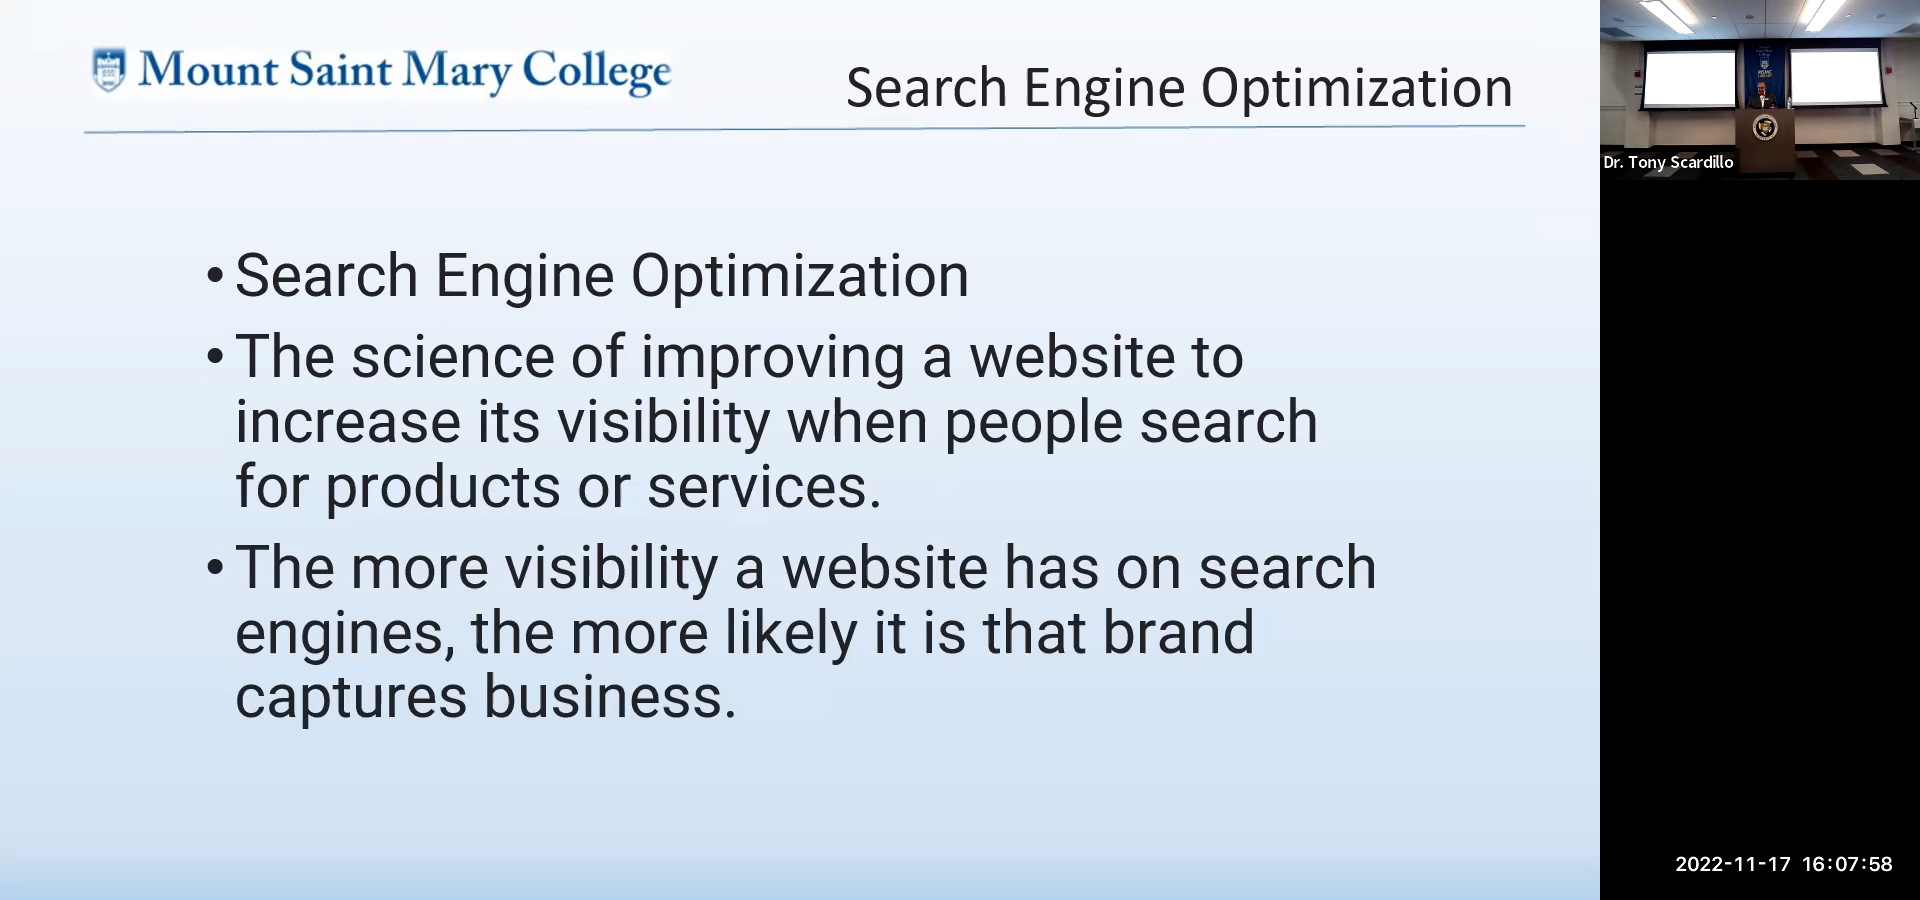 Mount Saint Mary College
Search Engine Optimization
• Search Engine Optimization
• The science of improving a website to
increase its visibility when people search
for products or services.
• The more visibility a website has on search
engines, the more likely it is that brand
captures business.
Dr. Tony Scardillo
2022-11-17 16:07:58